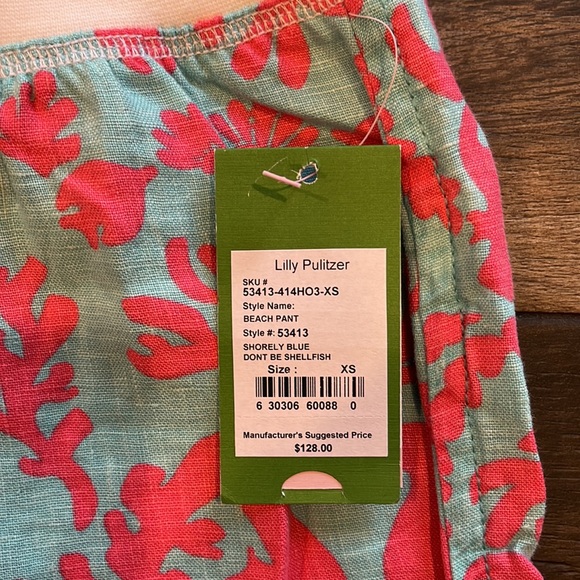 Lilly Pulitzer
SKU #
53413-414HO3-XS
Style Name:
BEACH PANT
Style #: 53413
SHORELY BLUE
DONT BE SHELLFISH
Size : XS
6 30306 60088 0
Manufacturer's Suggested Price
$128.00